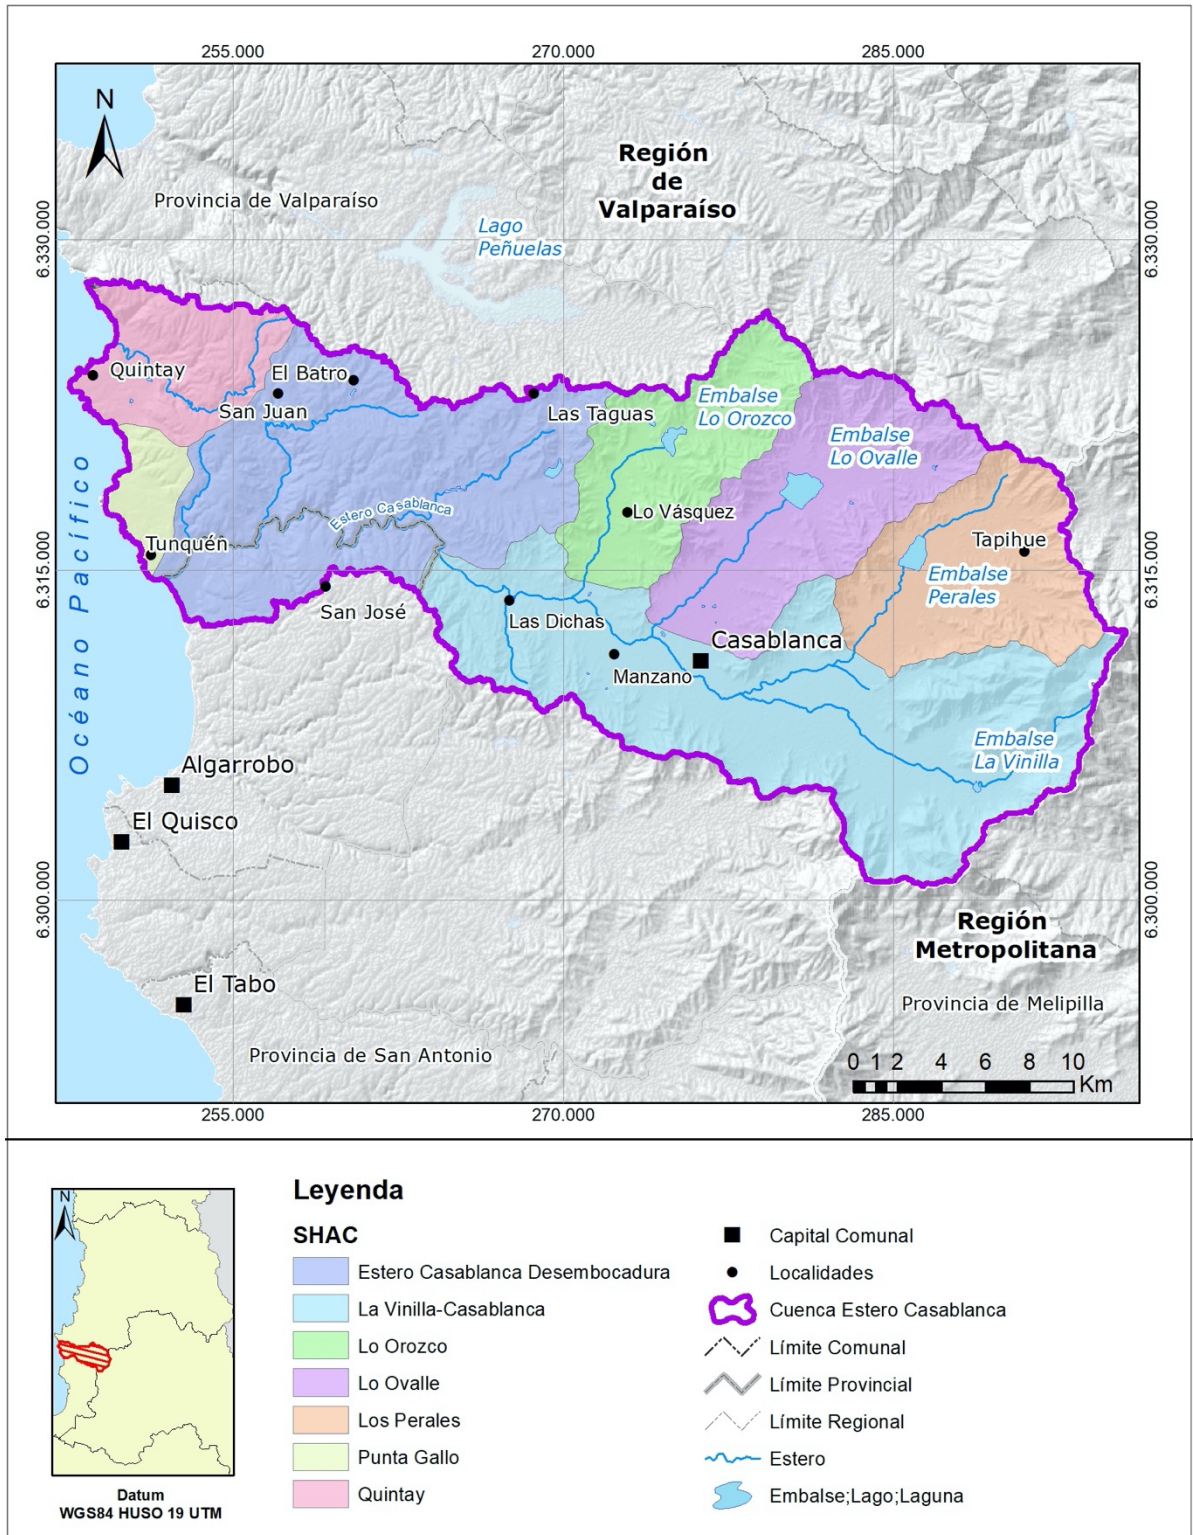 255.000
270.000
285.000
N
Región
de
Valparaíso
Provincia de Valparaíso
Lago
Peñuelas
6.330.000
6.330.000
Quintay
El Batro
San Juan
Las Taguas
Embalse
Lo Orozco
Embalse
Lo Ovalle
Océano Pacífico
Estero Casablanca
Lo Vásquez
Tapihue
Tunquén
6.315.000
6.315.000
Embalse
Perales
San José
Las Dichas
Casablanca
Manzano
Embalse
La Vinilla
Algarrobo
El Quisco
6.300.000
6.300.000
Región
Metropolitana
El Tabo
Provincia de Melipilla
Provincia de San Antonio
0 1 2 4 6 8 10
Km
255.000
270.000
285.000
N
Datum
WGS84 HUSO 19 UTM
Leyenda
SHAC
Estero Casablanca Desembocadura
La Vinilla-Casablanca
Lo Orozco
Lo Ovalle
Los Perales
Punta Gallo
Quintay
Capital Comunal
Localidades
Cuenca Estero Casablanca
Límite Comunal
Límite Provincial
Límite Regional
Estero
Embalse;Lago;Laguna